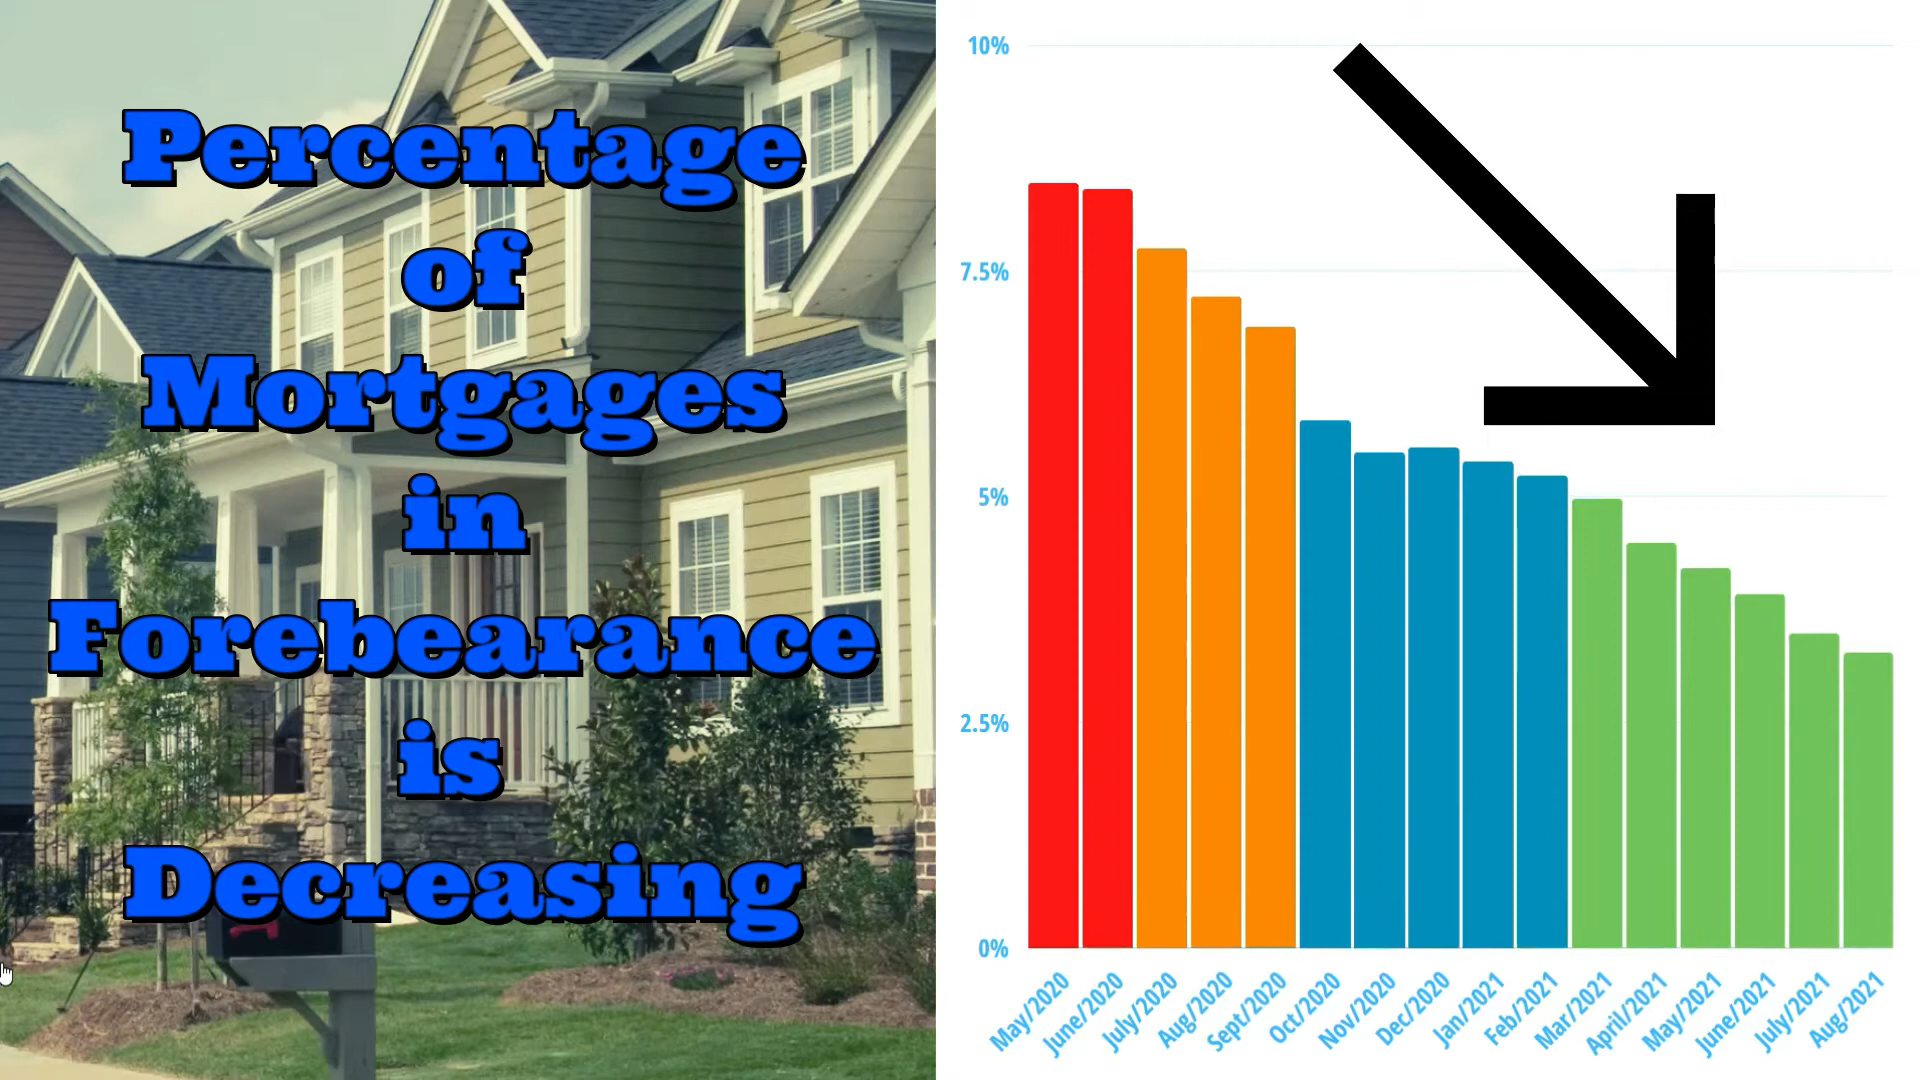 Percentage
of
Mortgages
in
Forebearance
is
Decreasing
10%
7.5%
5%
2.5%
0%
May/2020
June/2020
July/2020
Aug/2020
Sept/2020
Oct/2020
Nov/2020
Dec/2020
Jan/2021
Feb/2021
Mar/2021
April/2021
May/2021
June/2021
July/2021
Aug/2021